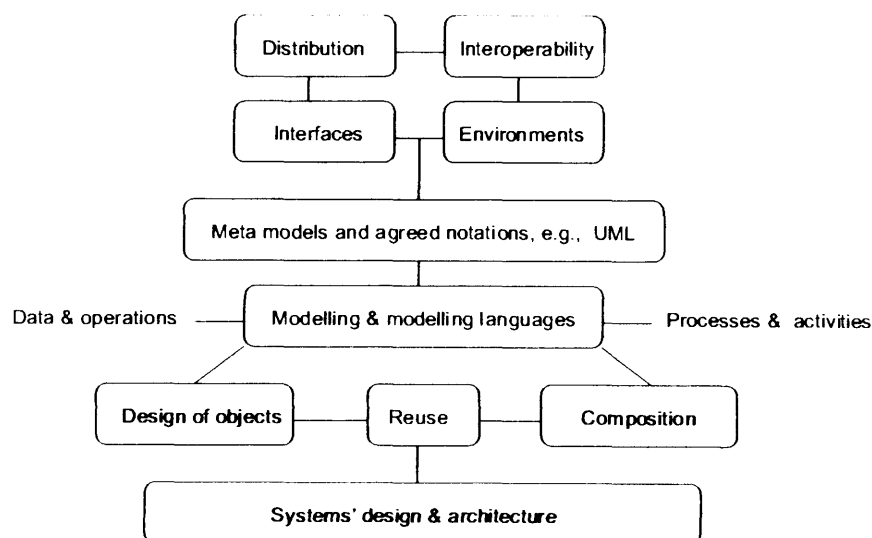 Distribution
Interoperability
Interfaces
Environments
Meta models and agreed notations, e.g., UML
Data & operations
Modelling & modelling languages
Processes & activities
Design of objects
Reuse
Composition
Systems' design & architecture